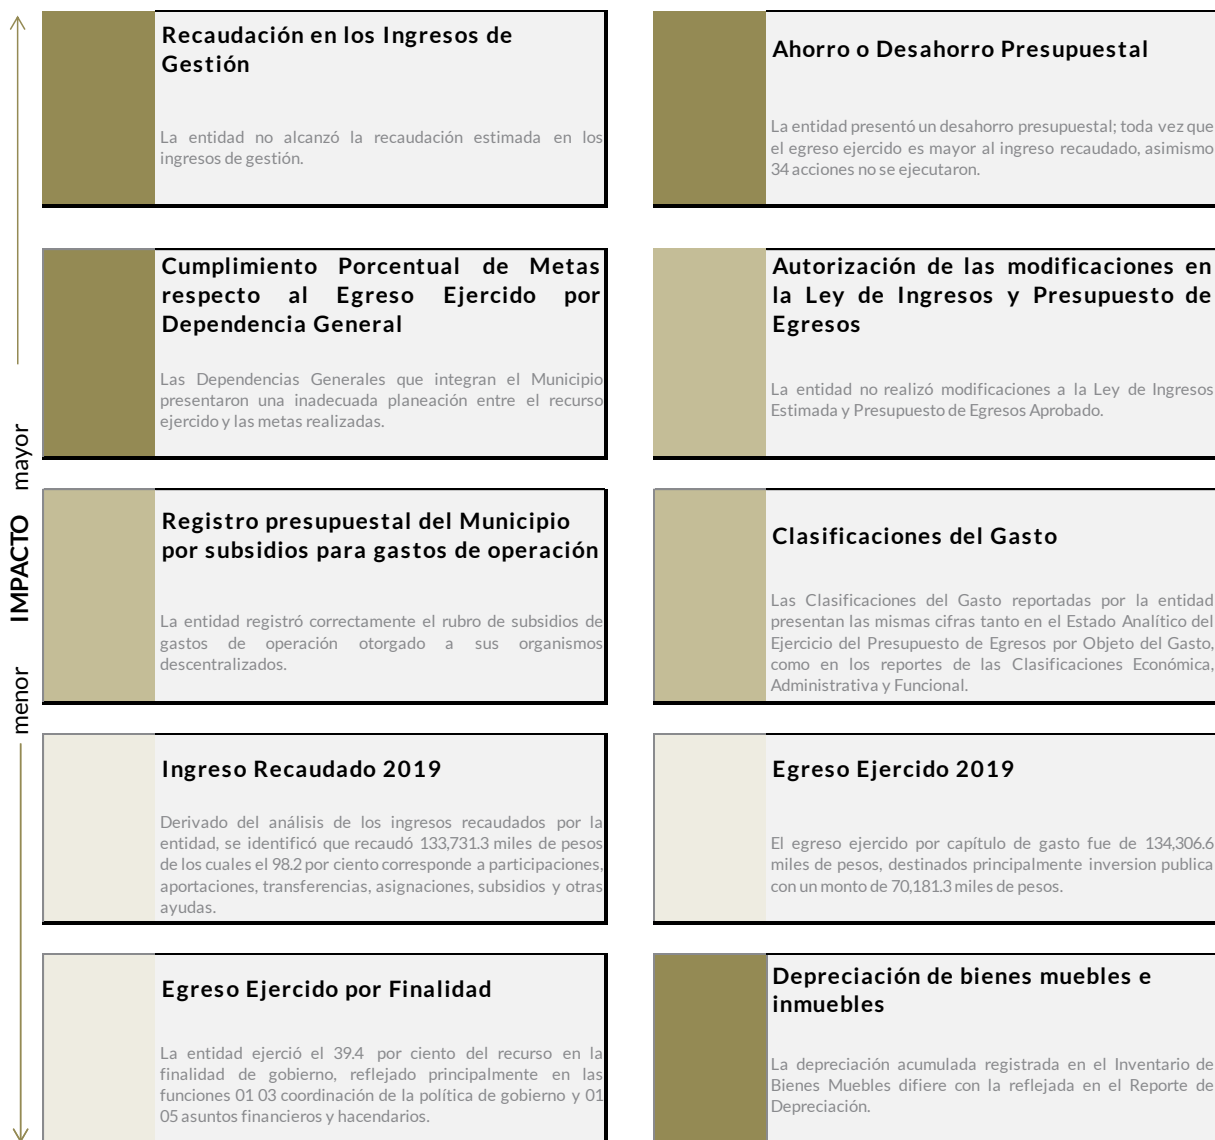 Recaudación en los Ingresos de
Gestión
La entidad no alcanzó la recaudación estimada en los
ingresos de gestión.
Ahorro o Desahorro Presupuestal
La entidad presentó un desahorro presupuestal; toda vez que
el egreso ejercido es mayor al ingreso recaudado, asimismo
34 acciones no se ejecutaron.
Cumplimiento Porcentual de Metas
respecto al Egreso Ejercido por
Dependencia General
Las Dependencias Generales que integran el Municipio
presentaron una inadecuada planeación entre el recurso
ejercido y las metas realizadas.
Autorización de las modificaciones en
la Ley de Ingresos y Presupuesto de
Egresos
La entidad no realizó modificaciones a la Ley de Ingresos
Estimada y Presupuesto de Egresos Aprobado.
menor IMPACTO mayor
Registro presupuestal del Municipio
por subsidios para gastos de operación
La entidad registró correctamente el rubro de subsidios de
gastos de operación otorgado a sus organismos
descentralizados.
Clasificaciones del Gasto
Las Clasificaciones del Gasto reportadas por la entidad
presentan las mismas cifras tanto en el Estado Analítico del
Ejercicio del Presupuesto de Egresos por Objeto del Gasto,
como en los reportes de las Clasificaciones Económica,
Administrativa y Funcional.
Ingreso Recaudado 2019
Derivado del análisis de los ingresos recaudados por la
entidad, se identificó que recaudó 133,731.3 miles de pesos
de los cuales el 98.2 por ciento corresponde a participaciones,
aportaciones, transferencias, asignaciones, subsidios y otras
ayudas.
Egreso Ejercido 2019
El egreso ejercido por capítulo de gasto fue de 134,306.6
miles de pesos, destinados principalmente inversion publica
con un monto de 70,181.3 miles de pesos.
Egreso Ejercido por Finalidad
La entidad ejerció el 39.4 por ciento del recurso en la
finalidad de gobierno, reflejado principalmente en las
funciones 01 03 coordinación de la política de gobierno y 01
05 asuntos financieros y hacendarios.
Depreciación de bienes muebles e
inmuebles
La depreciación acumulada registrada en el Inventario de
Bienes Muebles difiere con la reflejada en el Reporte de
Depreciación.